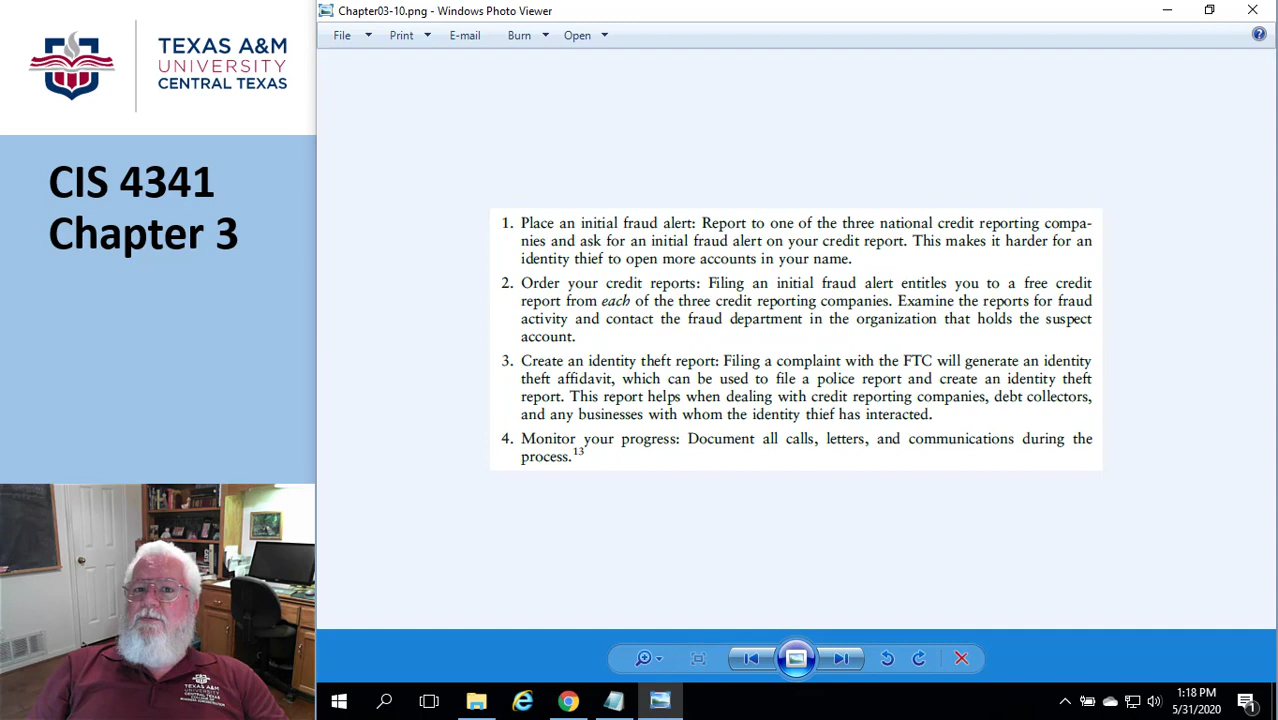 Chapter03-10.png - Windows Photo Viewer
File Print E-mail Burn Open
TEXAS A&M
UNIVERSITY
CENTRAL TEXAS
CIS 4341
Chapter 3
1. Place an initial fraud alert: Report to one of the three national credit reporting compa-
nies and ask for an initial fraud alert on your credit report. This makes it harder for an
identity thief to open more accounts in your name.
2. Order your credit reports: Filing an initial fraud alert entitles you to a free credit
report from each of the three credit reporting companies. Examine the reports for fraud
activity and contact the fraud department in the organization that holds the suspect
account.
3. Create an identity theft report: Filing a complaint with the FTC will generate an identity
theft affidavit, which can be used to file a police report and create an identity theft
report. This report helps when dealing with credit reporting companies, debt collectors,
and any businesses with whom the identity thief has interacted.
4. Monitor your progress: Document all calls, letters, and communications during the
process.13
TEXAS A&M
UNIVERSITY
CENTRAL TEXAS
1:18 PM
5/31/2020
1